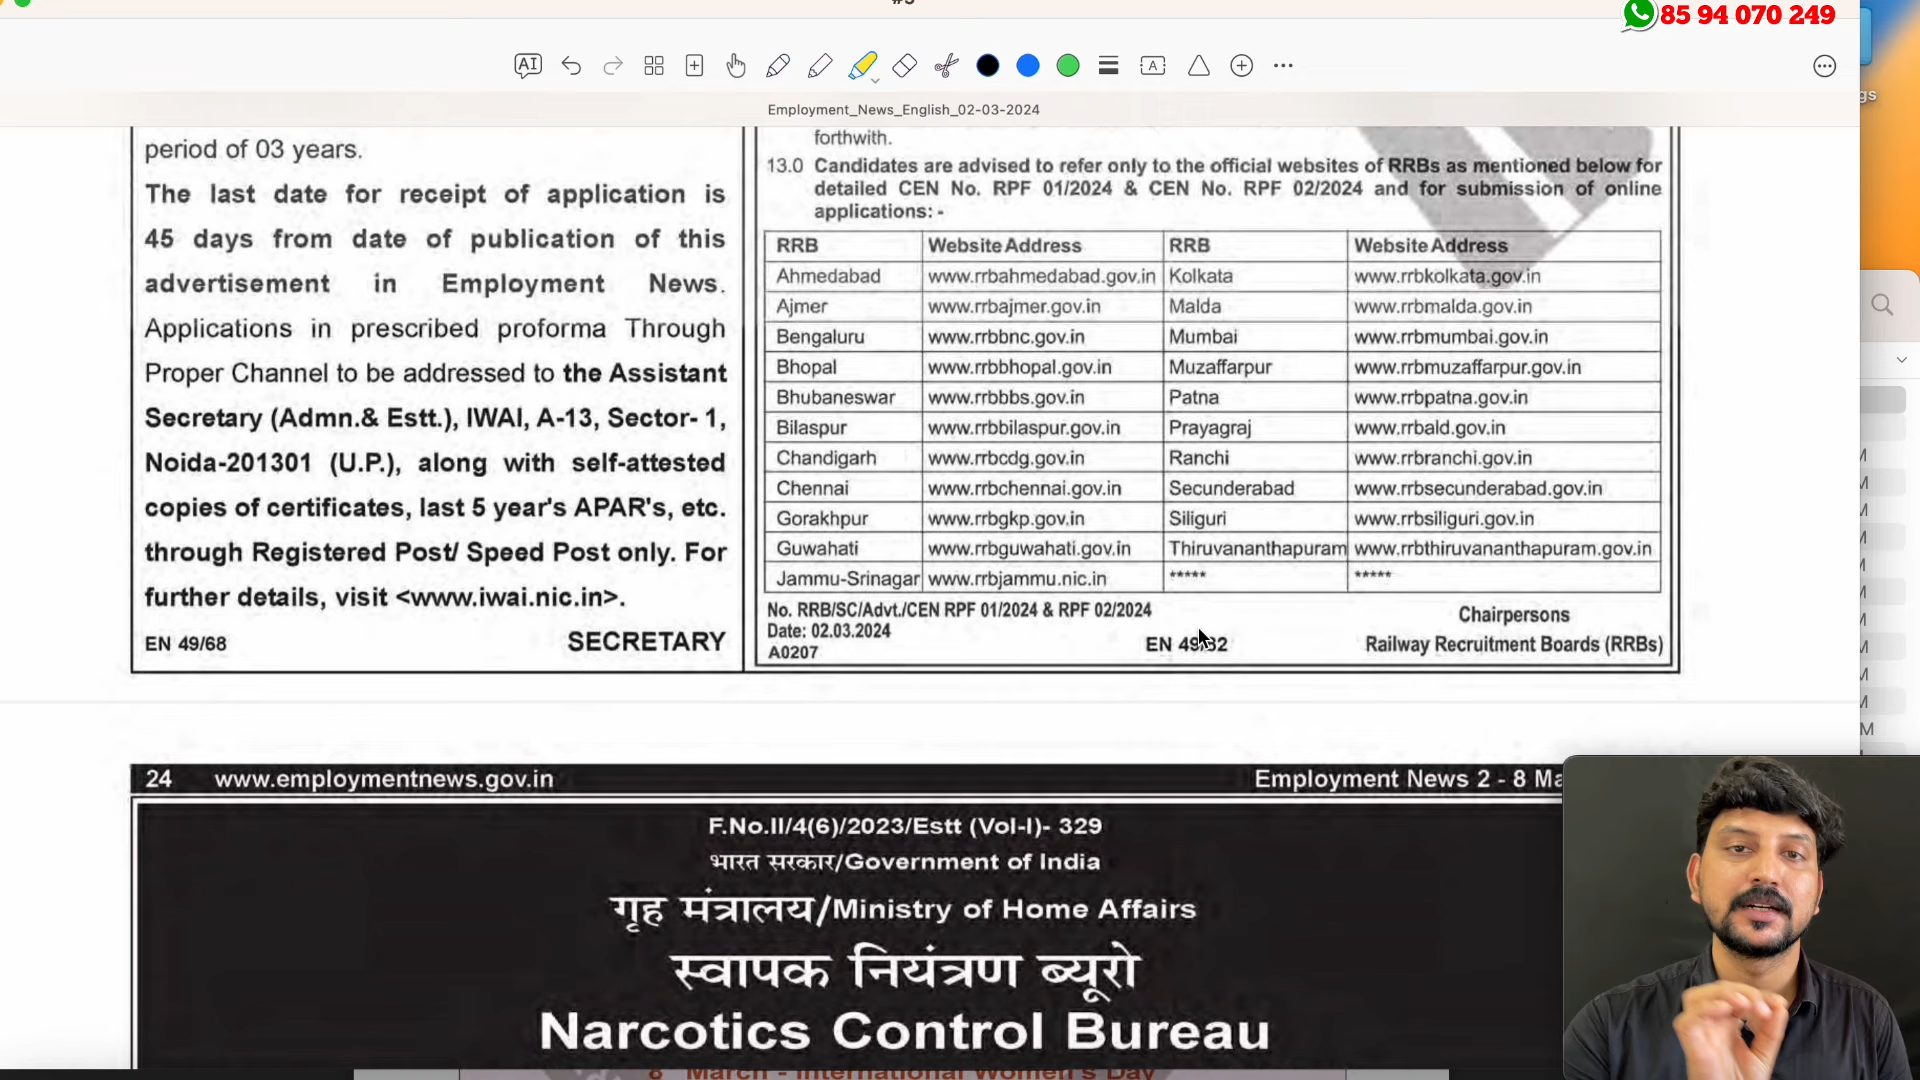 85 94 070 249
AI
A
Employment_News_English_02-03-2024
gs
period of 03 years.
The last date for receipt of application is
45 days from date of publication of this
advertisement in Employment News.
Applications in prescribed proforma Through
Proper Channel to be addressed to the Assistant
Secretary (Admn.& Estt.), IWAI, A-13, Sector- 1,
Noida-201301 (U.P.), along with self-attested
copies of certificates, last 5 year's APAR's, etc.
through Registered Post/ Speed Post only. For
further details, visit <www.iwai.nic.in>.
EN 49/68 SECRETARY
forthwith.
13.0 Candidates are advised to refer only to the official websites of RRBs as mentioned below for
detailed CEN No. RPF 01/2024 & CEN No. RPF 02/2024 and for submission of online
applications: -
RRB Website Address RRB Website Address
Ahmedabad www.rrbahmedabad.gov.in Kolkata www.rrbkolkata.gov.in
Ajmer www.rrbajmer.gov.in Malda www.rrbmalda.gov.in
Bengaluru www.rrbbnc.gov.in Mumbai www.rrbmumbai.gov.in
Bhopal www.rrbbhopal.gov.in Muzaffarpur www.rrbmuzaffarpur.gov.in
Bhubaneswar www.rrbbbs.gov.in Patna www.rrbpatna.gov.in
Bilaspur www.rrbbilaspur.gov.in Prayagraj www.rrbald.gov.in
Chandigarh www.rrbcdg.gov.in Ranchi www.rrbranchi.gov.in
Chennai www.rrbchennai.gov.in Secunderabad www.rrbsecunderabad.gov.in
Gorakhpur www.rrbgkp.gov.in Siliguri www.rrbsiliguri.gov.in
Guwahati www.rrbguwahati.gov.in Thiruvananthapuram www.rrbthiruvananthapuram.gov.in
Jammu-Srinagar www.rrbjammu.nic.in ***** *****
No. RRB/SC/Advt./CEN RPF 01/2024 & RPF 02/2024
Date: 02.03.2024
A0207
EN
Chairpersons
Railway Recruitment Boards (RRBs)
24 www.employmentnews.gov.in Employment News 2 - 8
F.No.II/4(6)/2023/Estt (Vol-I)- 329
भारत सरकार/Government of India
गृह मंत्रालय/Ministry of Home Affairs
स्वापक नियंत्रण ब्यूरो
Narcotics Control Bureau
8 March - International Women's Day